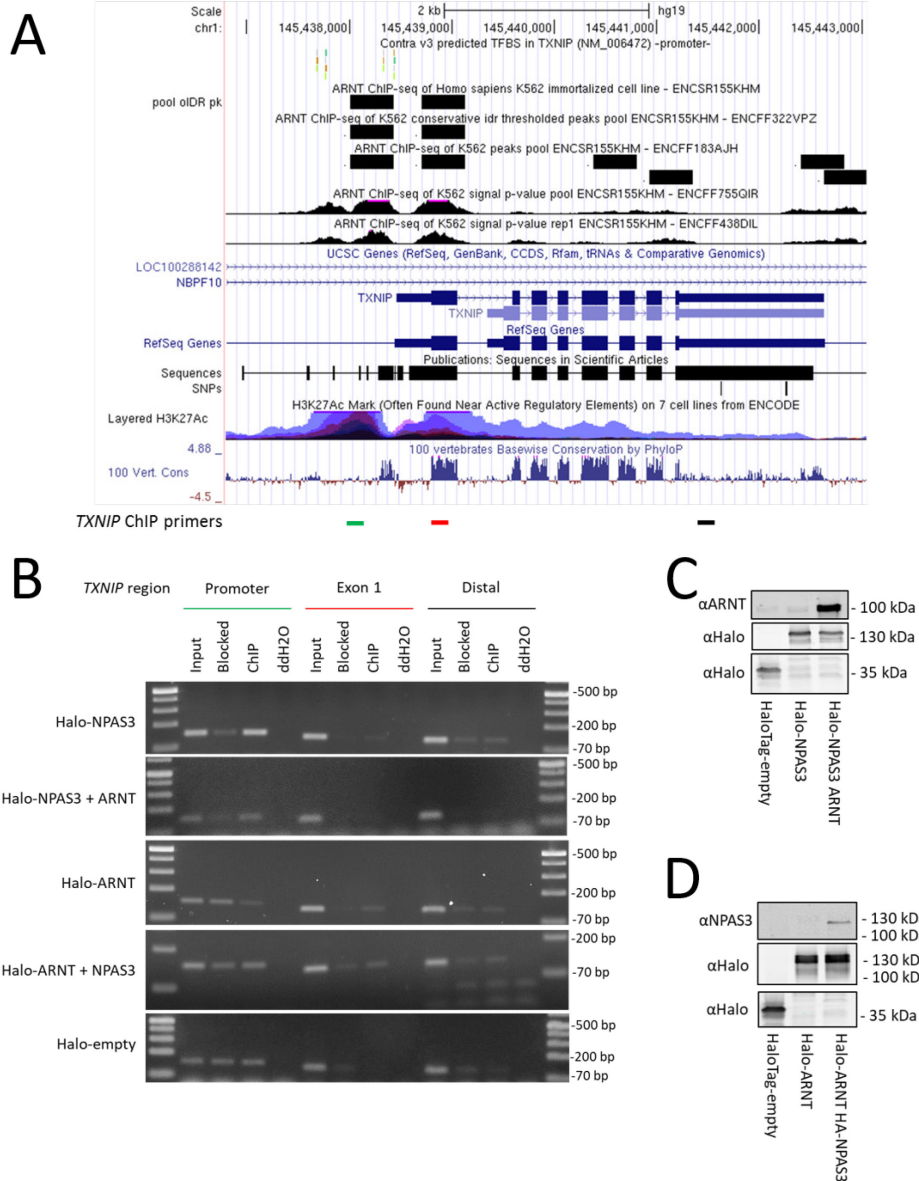 A
Scale 2 kb hg19
chr1: 145,438,000 145,439,000 145,440,000 145,441,000 145,442,000 145,443,000
Contra v3 predicted TFBS in TXNIP (NM_006472) -promoter-
ARNT ChIP-seq of Homo sapiens K562 immortalized cell line - ENCSR155KHM
pool oIDR pk
ARNT ChIP-seq of K562 conservative idr thresholded peaks pool ENCSR155KHM - ENCFF322VPZ
ARNT ChIP-seq of K562 peaks pool ENCSR155KHM - ENCFF183AJH
ARNT ChIP-seq of K562 signal p-value pool ENCSR155KHM - ENCFF755QIR
ARNT ChIP-seq of K562 signal p-value rep1 ENCSR155KHM - ENCFF438DIL
UCSC Genes (RefSeq, GenBank, CCDS, Rfam, tRNAs & Comparative Genomics)
LOC100288142
NBPF10
TXNIP
TXNIP
RefSeq Genes
RefSeq Genes
Publications: Sequences in Scientific Articles
Sequences
SNPs
H3K27Ac Mark (Often Found Near Active Regulatory Elements) on 7 cell lines from ENCODE
Layered H3K27Ac
4.88 _
100 vertebrates Basewise Conservation by PhyloP
100 Vert. Cons
-4.5 _
TXNIP ChIP primers
B
TXNIP region Promoter Exon 1 Distal
Input Blocked ChIP ddH2O Input Blocked ChIP ddH2O Input Blocked ChIP ddH2O
Halo-NPAS3
-500 bp
-200 bp
-70 bp
Halo-NPAS3 + ARNT
-500 bp
-200 bp
-70 bp
Halo-ARNT
-500 bp
-200 bp
-70 bp
Halo-ARNT + NPAS3
-200 bp
-70 bp
Halo-empty
-500 bp
-200 bp
-70 bp
C
αARNT - 100 kDa
αHalo - 130 kDa
αHalo - 35 kDa
HaloTag-empty
Halo-NPAS3
Halo-NPAS3 ARNT
D
αNPAS3 - 130 kD
- 100 kD
αHalo - 130 kD
- 100 kD
αHalo - 35 kDa
HaloTag-empty
Halo-ARNT
Halo-ARNT HA-NPAS3